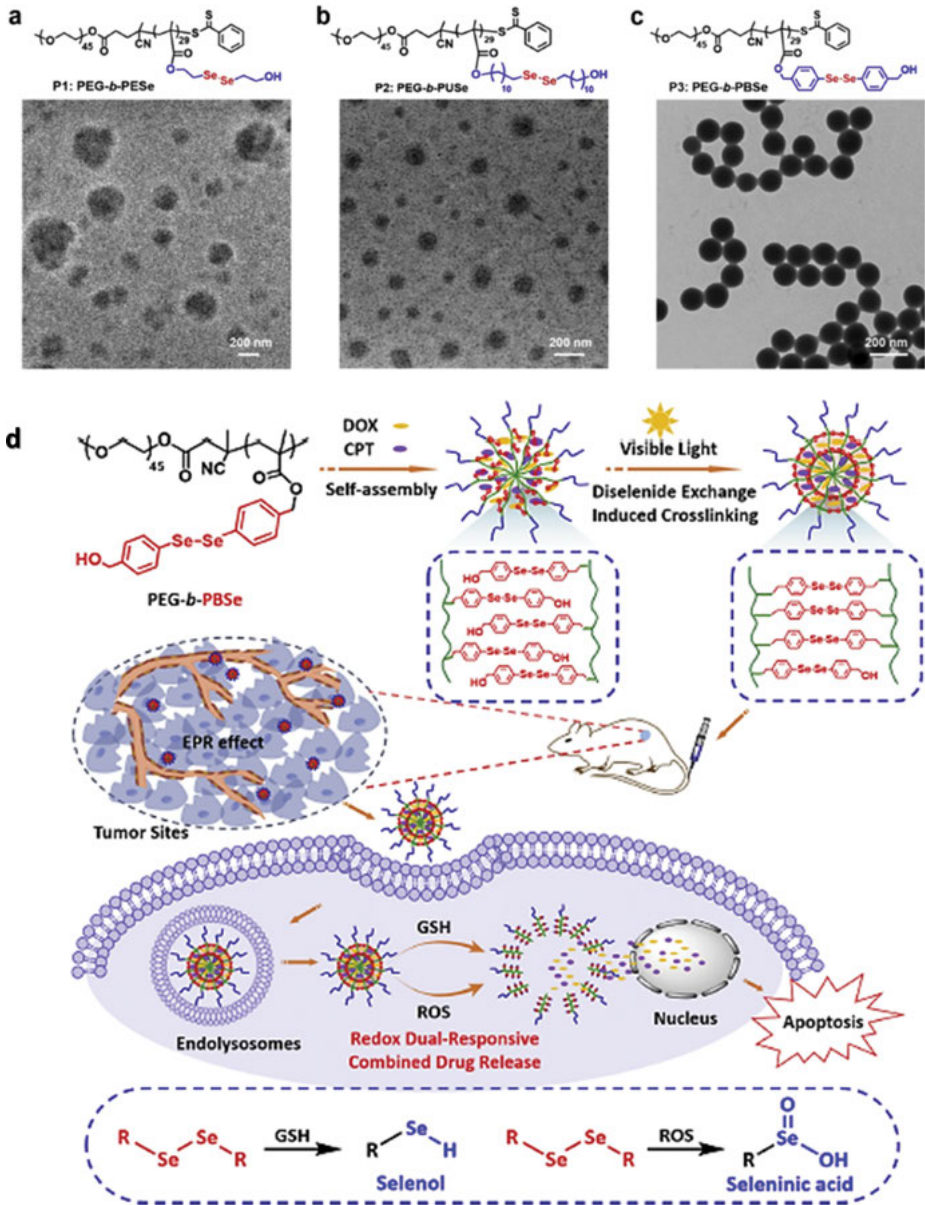 a
b
c
O
O
O
45
CN
29
S
S
O
O
Se
Se
OH
P1: PEG-b-PESe
O
O
O
45
CN
29
S
S
O
O
10
Se-Se
10
OH
P2: PEG-b-PUSe
O
O
O
45
CN
29
S
S
O
O
Se-Se
OH
P3: PEG-b-PBSe
200 nm
200 nm
200 nm
d
O
O
45
O
NC
O
O
HO
Se-Se
PEG-b-PBSe
DOX
CPT
Self-assembly
Visible Light
Diselenide Exchange
Induced Crosslinking
HO
Se-Se
Se-Se
OH
HO
Se-Se
Se-Se
OH
HO
Se-Se
Se-Se
Se-Se
Se-Se
Se-Se
OH
EPR effect
Tumor Sites
GSH
ROS
Endolysosomes
Redox Dual-Responsive
Combined Drug Release
Nucleus
Apoptosis
R
Se
Se
R
GSH
R
Se
H
Selenol
R
Se
Se
R
ROS
O
Se
R
OH
Seleninic acid